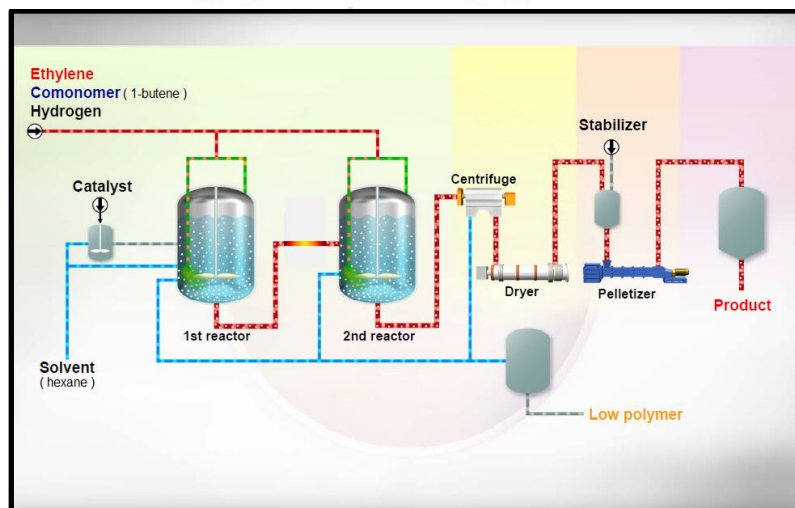 Ethylene
Comonomer ( 1-butene )
Hydrogen
Stabilizer
Catalyst
Centrifuge
Dryer
Pelletizer
Product
1st reactor
2nd reactor
Solvent
( hexane )
Low polymer